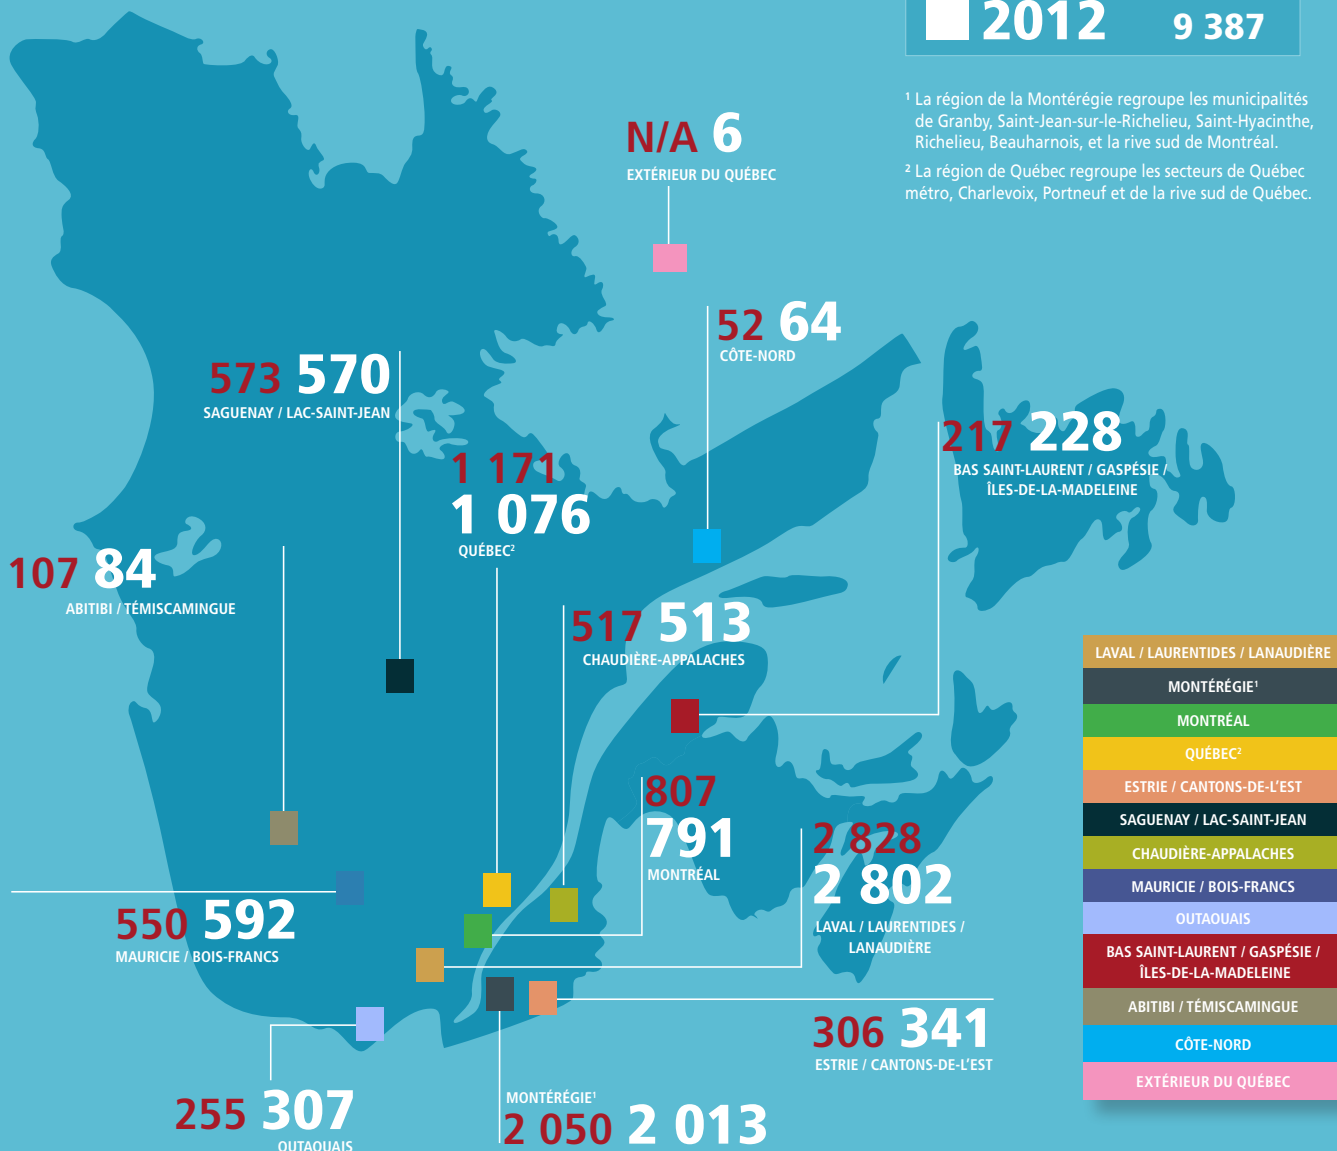 2012 9 387
¹ La région de la Montérégie regroupe les municipalités
de Granby, Saint-Jean-sur-le-Richelieu, Saint-Hyacinthe,
Richelieu, Beauharnois, et la rive sud de Montréal.
² La région de Québec regroupe les secteurs de Québec
métro, Charlevoix, Portneuf et de la rive sud de Québec.
N/A 6
EXTÉRIEUR DU QUÉBEC
52 64
CÔTE-NORD
573 570
SAGUENAY / LAC-SAINT-JEAN
217 228
BAS SAINT-LAURENT / GASPÉSIE /
ÎLES-DE-LA-MADELEINE
1 171
1 076
QUÉBEC²
107 84
ABITIBI / TÉMISCAMINGUE
517 513
CHAUDIÈRE-APPALACHES
807
791
MONTRÉAL
2 828
2 802
LAVAL / LAURENTIDES /
LANAUDIÈRE
550 592
MAURICIE / BOIS-FRANCS
306 341
ESTRIE / CANTONS-DE-L'EST
255 307
OUTAOUAIS
MONTÉRÉGIE¹
2 050 2 013
LAVAL / LAURENTIDES / LANAUDIÈRE
MONTÉRÉGIE¹
MONTRÉAL
QUÉBEC²
ESTRIE / CANTONS-DE-L'EST
SAGUENAY / LAC-SAINT-JEAN
CHAUDIÈRE-APPALACHES
MAURICIE / BOIS-FRANCS
OUTAOUAIS
BAS SAINT-LAURENT / GASPÉSIE /
ÎLES-DE-LA-MADELEINE
ABITIBI / TÉMISCAMINGUE
CÔTE-NORD
EXTÉRIEUR DU QUÉBEC